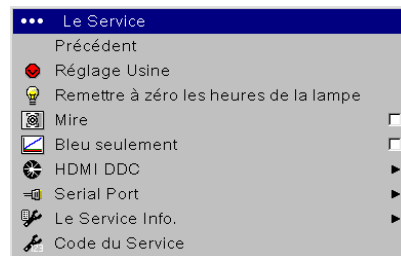 Le Service
Précédent
Réglage Usine
Remettre à zéro les heures de la lampe
Mire
Bleu seulement
HDMI DDC
Serial Port
Le Service Info.
Code du Service